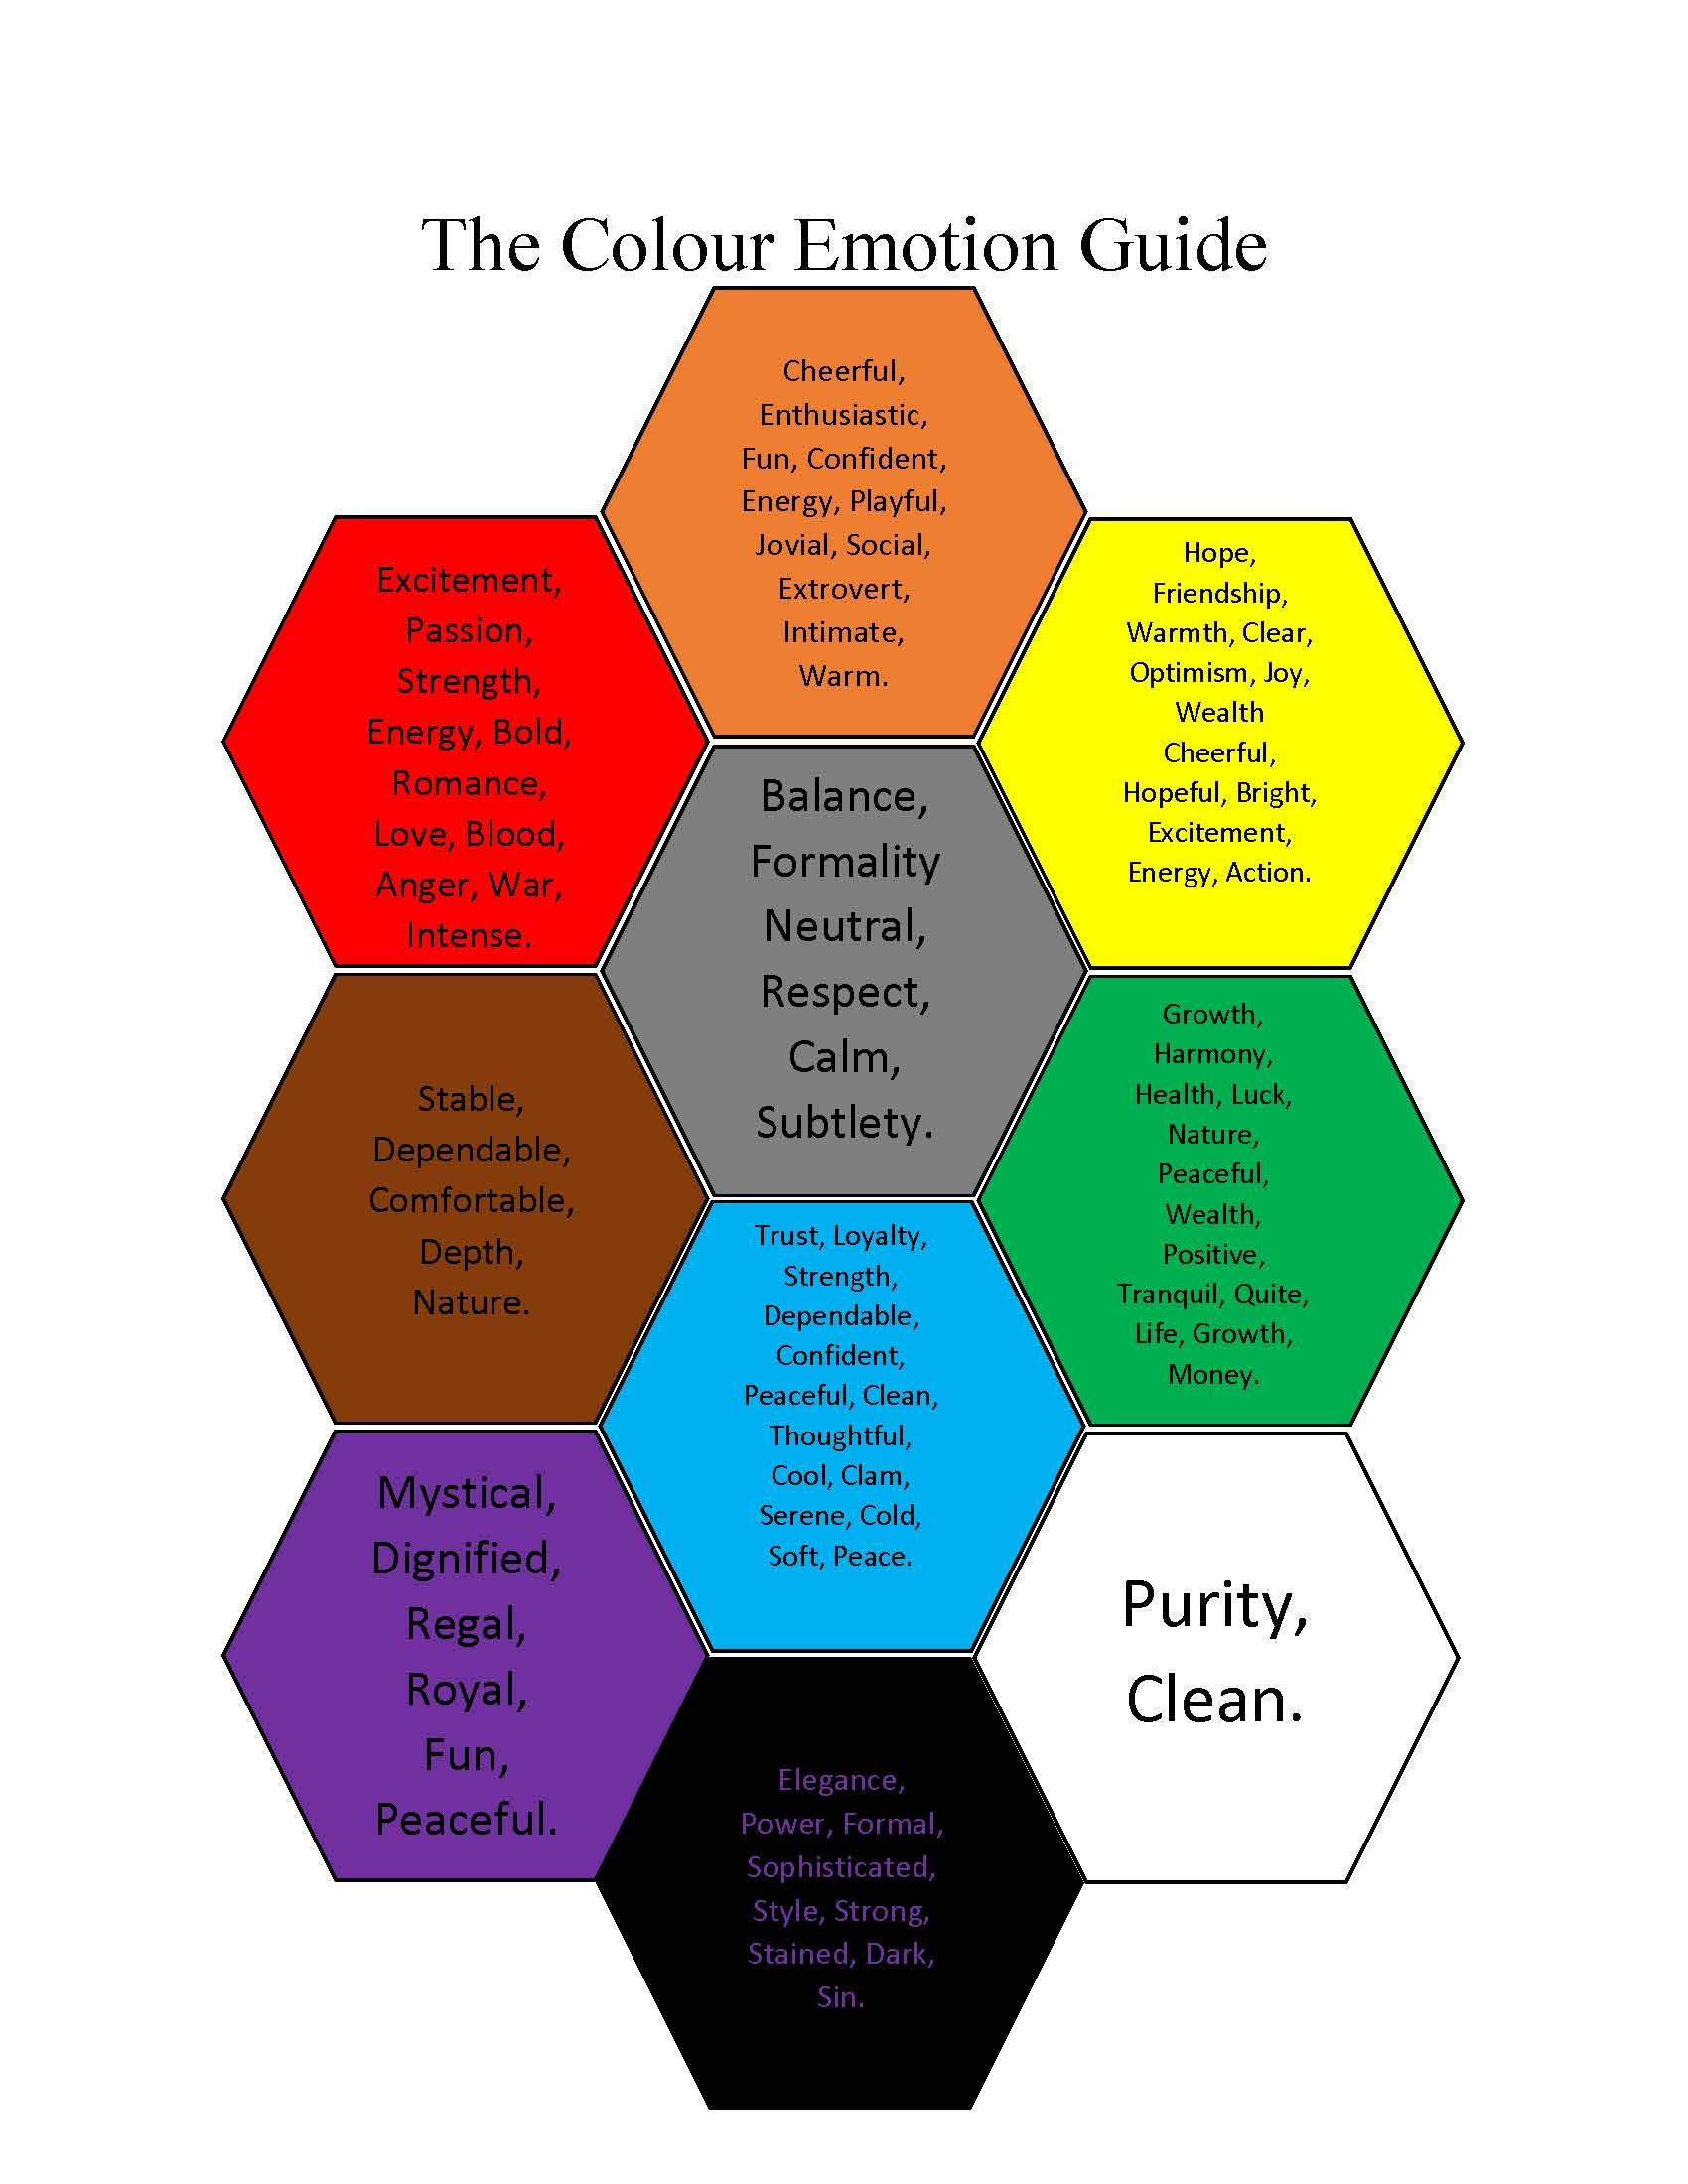 The Colour Emotion Guide
Cheerful,
Enthusiastic,
Fun, Confident,
Energy, Playful,
Jovial, Social,
Extrovert,
Intimate,
Warm.
Excitement,
Passion,
Strength,
Energy, Bold,
Romance,
Love, Blood,
Anger, War,
Intense.
Hope,
Friendship,
Warmth, Clear,
Optimism, Joy,
Wealth
Cheerful,
Hopeful, Bright,
Excitement,
Energy, Action.
Balance,
Formality
Neutral,
Respect,
Calm,
Subtlety.
Stable,
Dependable,
Comfortable,
Depth,
Nature.
Growth,
Harmony,
Health, Luck,
Nature,
Peaceful,
Wealth,
Positive,
Tranquil, Quite,
Life, Growth,
Money.
Trust, Loyalty,
Strength,
Dependable,
Confident,
Peaceful, Clean,
Thoughtful,
Cool, Clam,
Serene, Cold,
Soft, Peace.
Mystical,
Dignified,
Regal,
Royal,
Fun,
Peaceful.
Purity,
Clean.
Elegance,
Power, Formal,
Sophisticated,
Style, Strong,
Stained, Dark,
Sin.